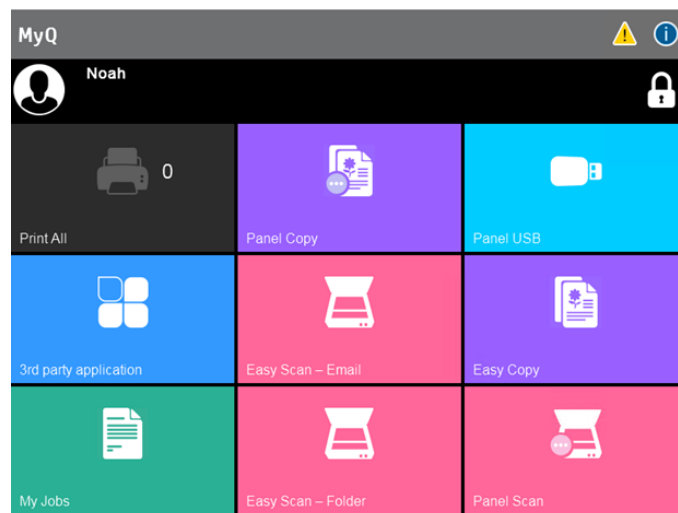 MyQ
Noah
0
Print All
Panel Copy
Panel USB
3rd party application
Easy Scan – Email
Easy Copy
My Jobs
Easy Scan – Folder
Panel Scan